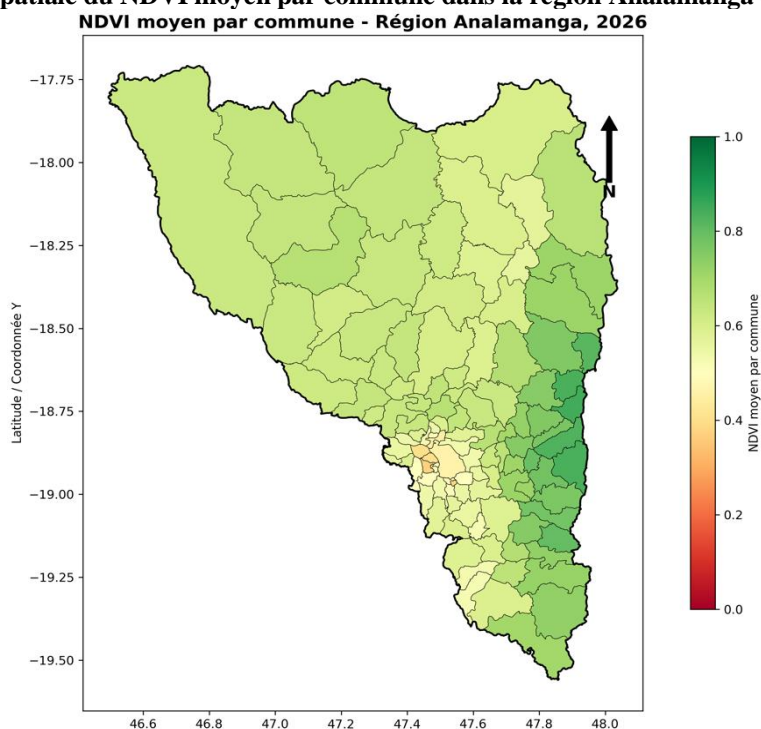 patiale du NDVI moyen par commune dans la région Analamanga
NDVI moyen par commune - Région Analamanga, 2026
−17.75
−18.00
−18.25
−18.50
−18.75
−19.00
−19.25
−19.50
Latitude / Coordonnée Y
46.6 46.8 47.0 47.2 47.4 47.6 47.8 48.0
N
1.0
0.8
0.6
0.4
0.2
0.0
NDVI moyen par commune